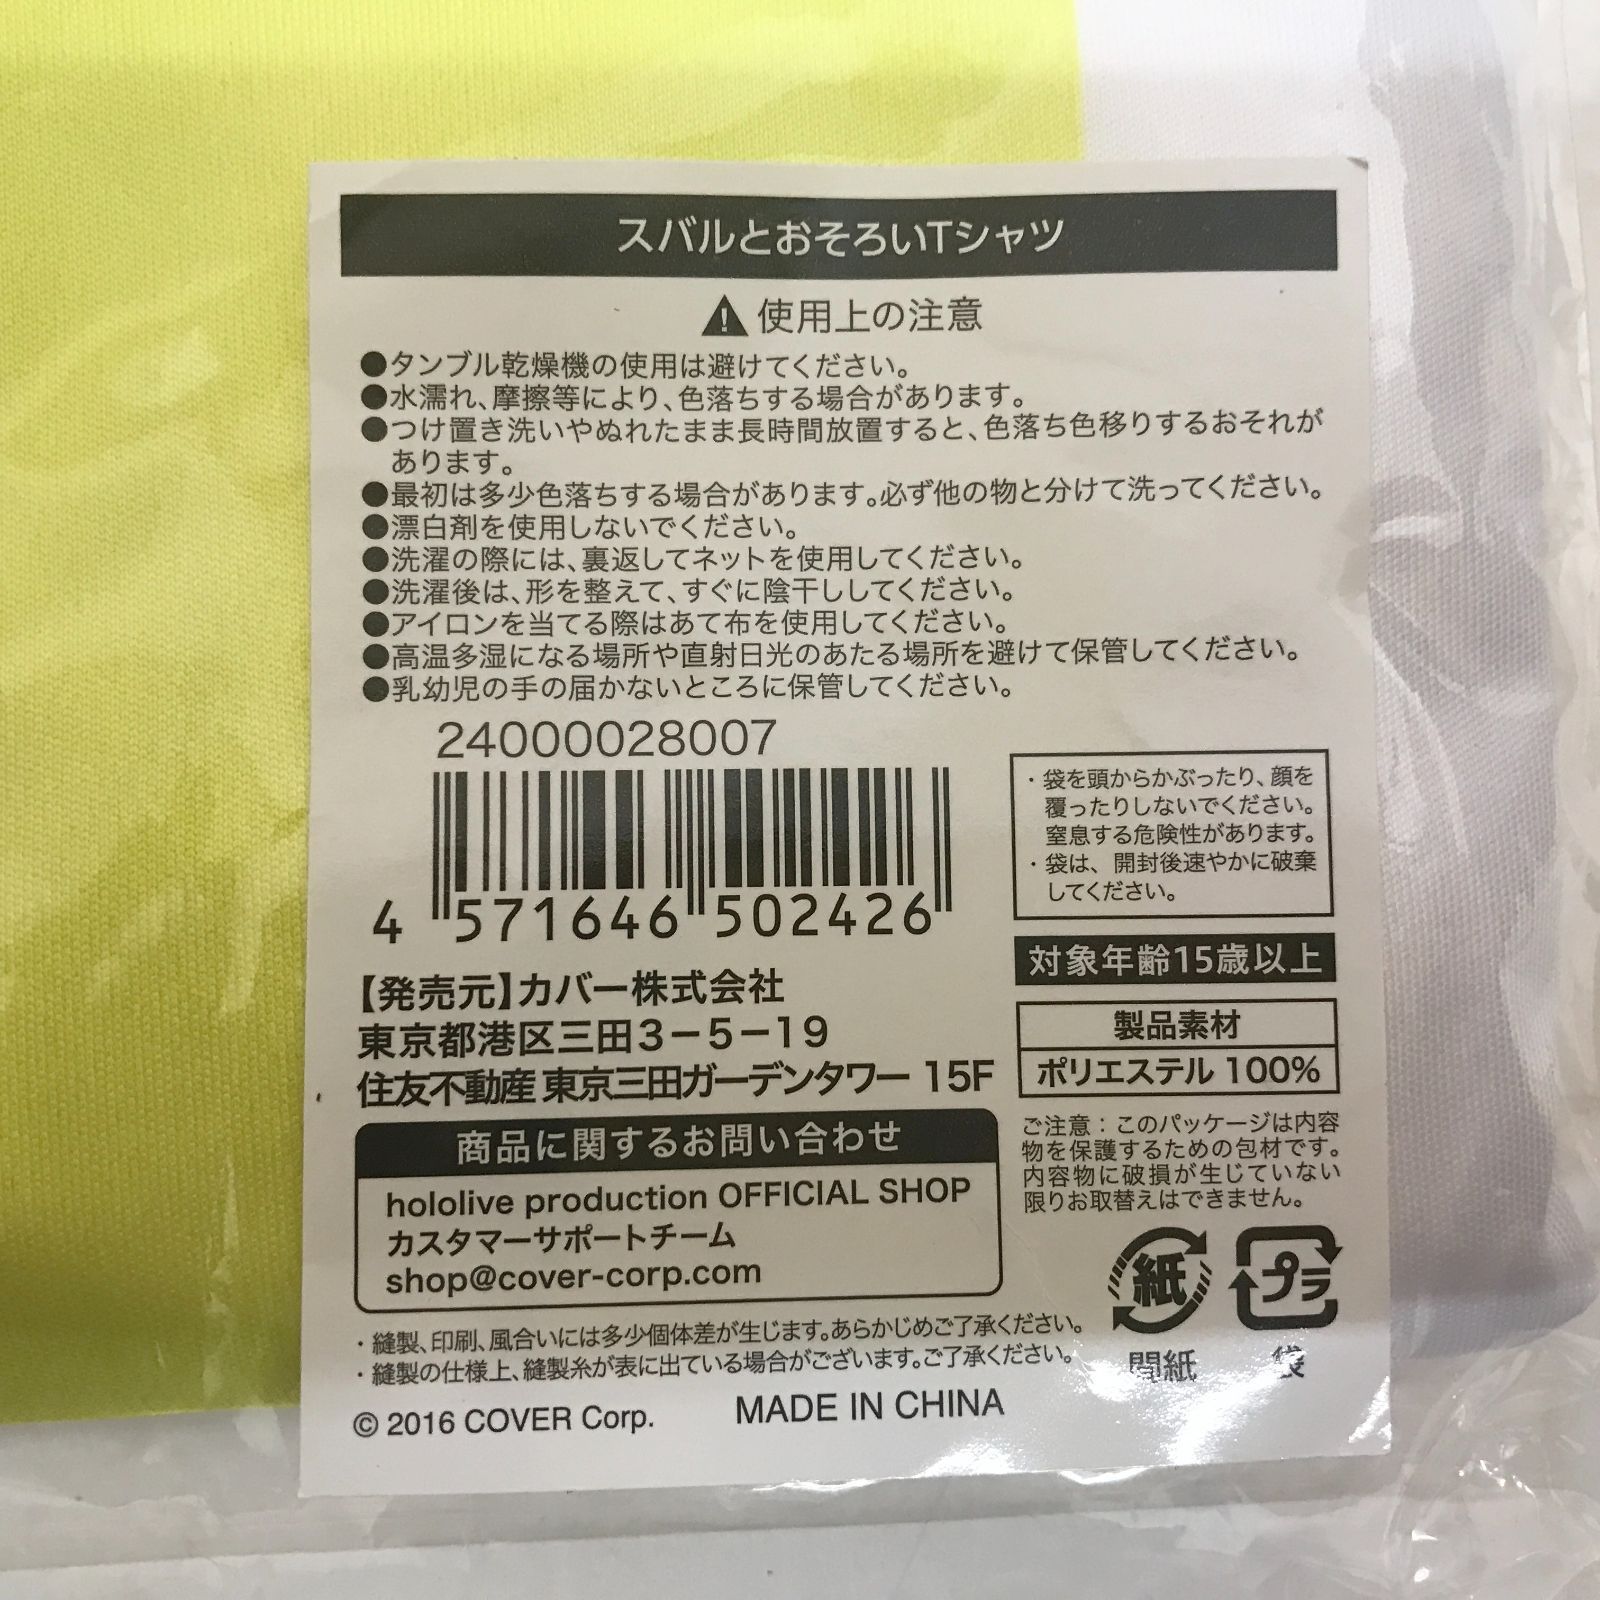 スバルとおそろいTシャツ
使用上の注意
●タンブル乾燥機の使用は避けてください。
●水濡れ、摩擦等により、色落ちする場合があります。
●つけ置き洗いやぬれたまま長時間放置すると、色落ち色移りするおそれが
あります。
●最初は多少色落ちする場合があります。必ず他の物と分けて洗ってください。
●漂白剤を使用しないでください。
●洗濯の際には、裏返してネットを使用してください。
●洗濯後は、形を整えて、すぐに陰干ししてください。
●アイロンを当てる際はあて布を使用してください。
●高温多湿になる場所や直射日光のあたる場所を避けて保管してください。
●乳幼児の手の届かないところに保管してください。
24000028007
4 571646 502426
【発売元】カバー株式会社
東京都港区三田3−5−19
住友不動産 東京三田ガーデンタワー 15F
商品に関するお問い合わせ
hololive production OFFICIAL SHOP
カスタマーサポートチーム
shop@cover-corp.com
・袋を頭からかぶったり、顔を
覆ったりしないでください。
窒息する危険性があります。
・袋は、開封後速やかに破棄
してください。
対象年齢15歳以上
製品素材
ポリエステル 100%
ご注意：このパッケージは内容
物を保護するための包材です。
内容物に破損が生じていない
限りお取替えはできません。
紙 プラ
間紙 袋
・縫製、印刷、風合いには多少個体差が生じます。あらかじめご了承ください。
・縫製の仕様上、縫製糸が表に出ている場合がございます。ご了承ください。
© 2016 COVER Corp. MADE IN CHINA